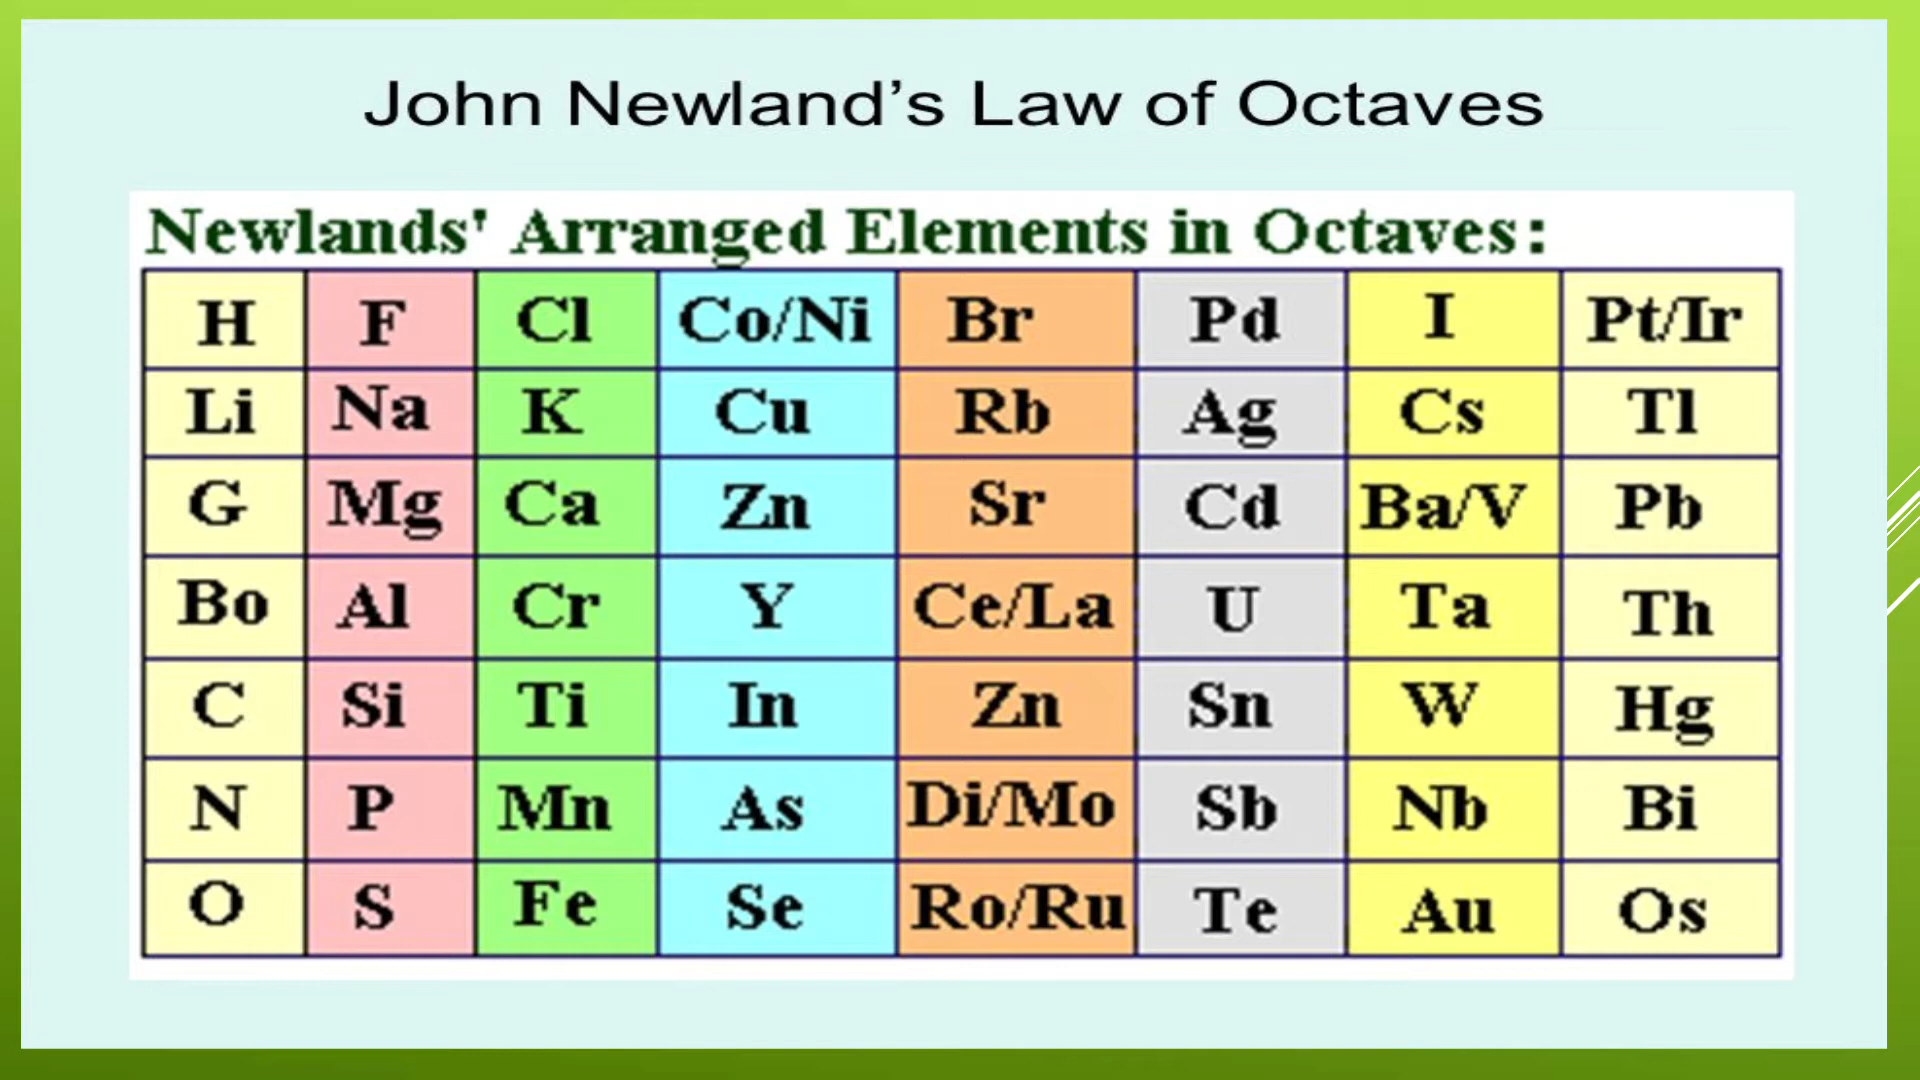 John Newland’s Law of Octaves
Newlands' Arranged Elements in Octaves:
H F Cl Co/Ni Br Pd I Pt/Ir
Li Na K Cu Rb Ag Cs Tl
G Mg Ca Zn Sr Cd Ba/V Pb
Bo Al Cr Y Ce/La U Ta Th
C Si Ti In Zn Sn W Hg
N P Mn As Di/Mo Sb Nb Bi
O S Fe Se Ro/Ru Te Au Os